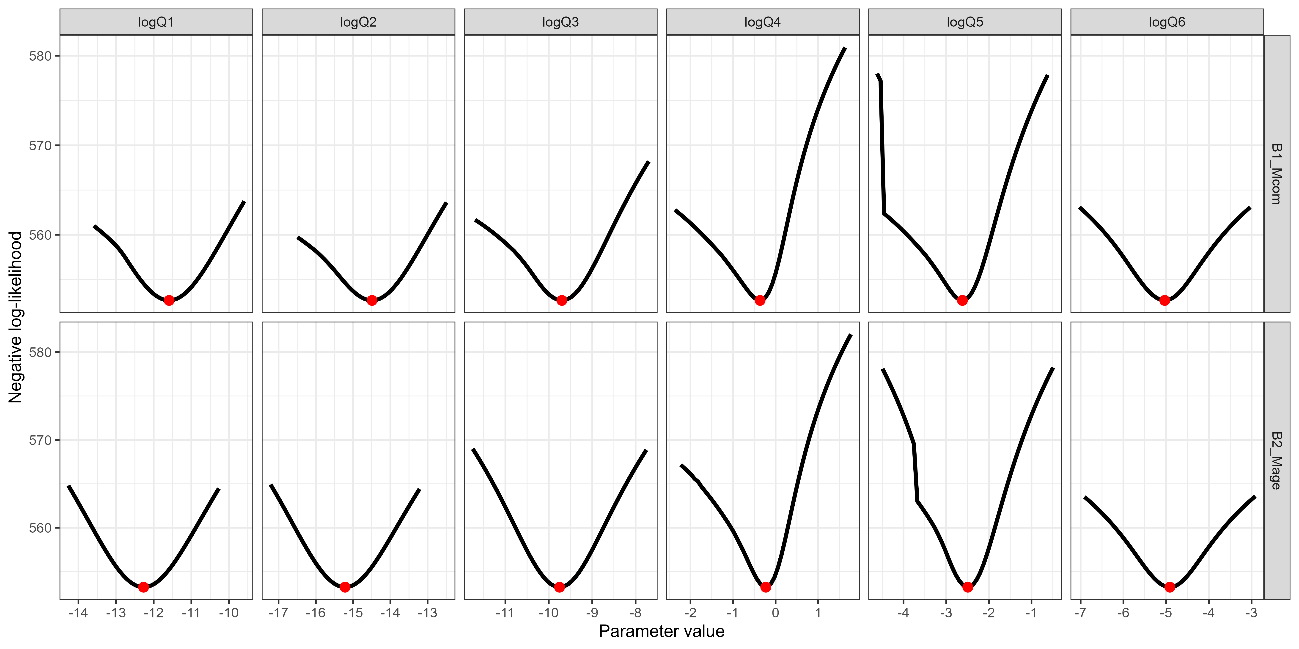 logQ1 logQ2 logQ3 logQ4 logQ5 logQ6
580
570
560
B1_Mcom
Negative log-likelihood
580
570
560
B2_Mage
-14 -13 -12 -11 -10 -17 -16 -15 -14 -13 -11 -10 -9 -8 -2 -1 0 1 -4 -3 -2 -1 -7 -6 -5 -4 -3
Parameter value